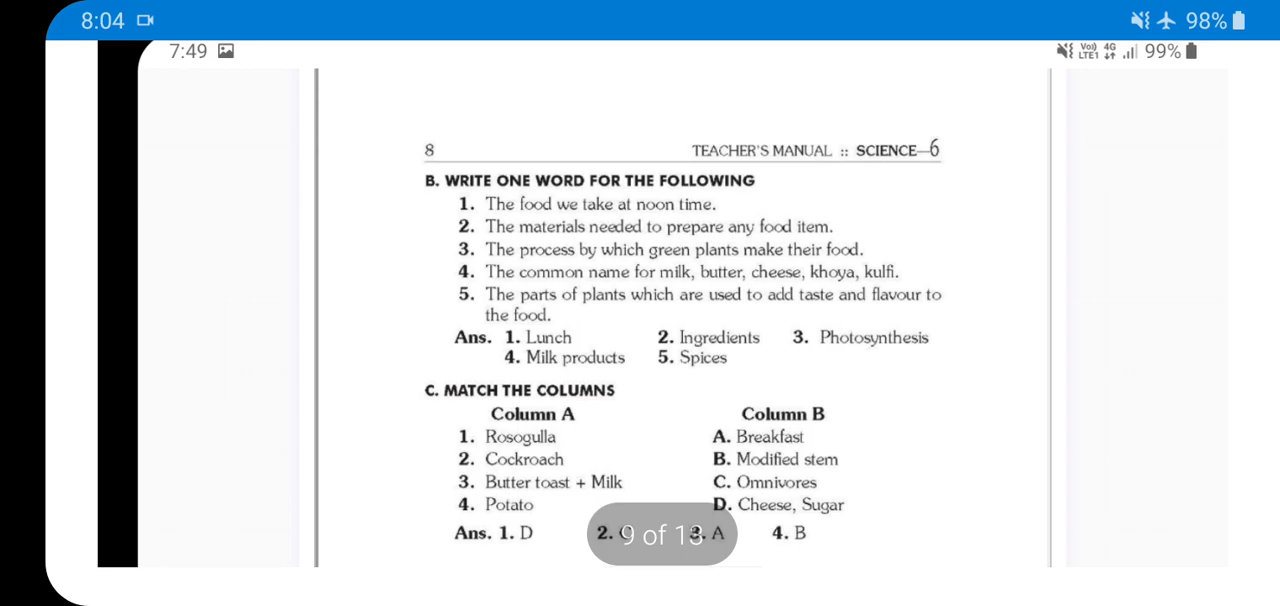 8:04 98%
7:49 Vo) LTE1 4G 99%
8 TEACHER'S MANUAL :: SCIENCE—6
B. WRITE ONE WORD FOR THE FOLLOWING
1. The food we take at noon time.
2. The materials needed to prepare any food item.
3. The process by which green plants make their food.
4. The common name for milk, butter, cheese, khoya, kulfi.
5. The parts of plants which are used to add taste and flavour to
the food.
Ans. 1. Lunch 2. Ingredients 3. Photosynthesis
4. Milk products 5. Spices
C. MATCH THE COLUMNS
Column A Column B
1. Rosogulla A. Breakfast
2. Cockroach B. Modified stem
3. Butter toast + Milk C. Omnivores
4. Potato D. Cheese, Sugar
Ans. 1. D 2. 3. A 4. B
9 of 13